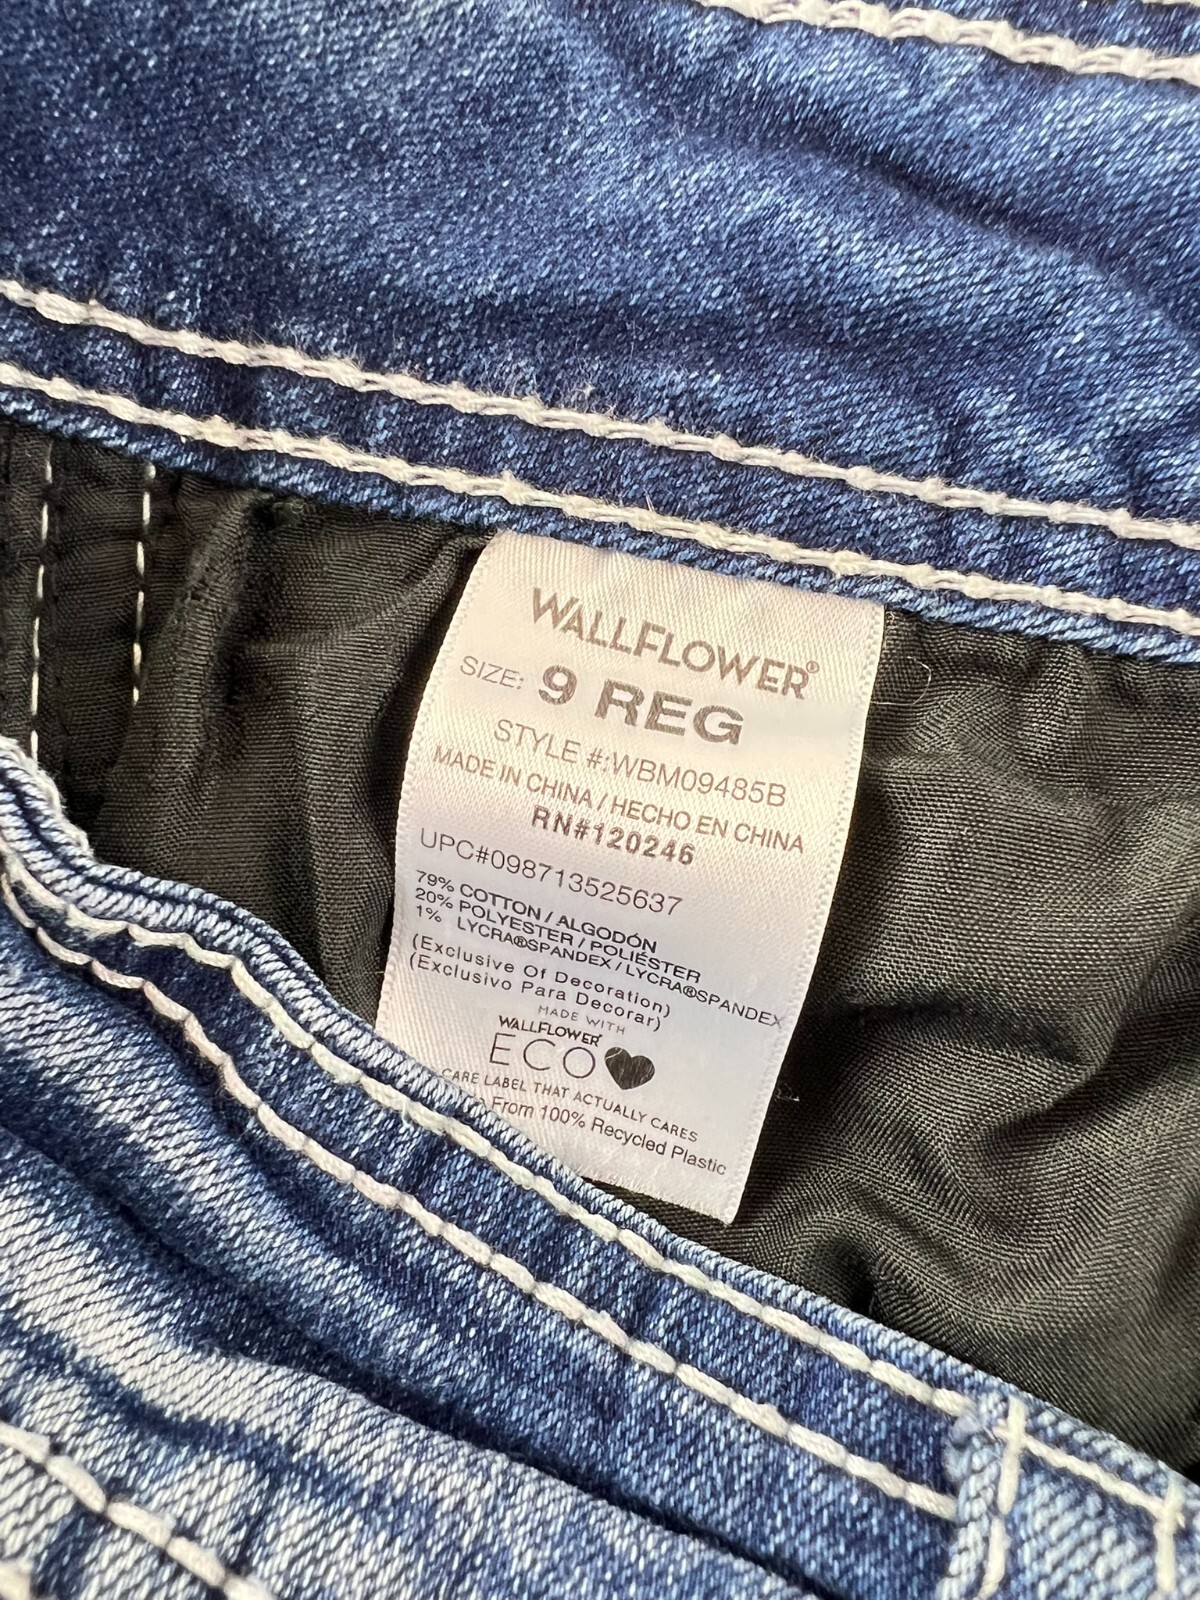 WALLFLOWER®
SIZE: 9 REG
STYLE #:WBM09485B
MADE IN CHINA / HECHO EN CHINA
RN#120246
UPC#098713525637
79% COTTON / ALGODÓN
20% POLYESTER / POLIÉSTER
1% LYCRA®SPANDEX / LYCRA®SPANDEX
(Exclusive Of Decoration)
(Exclusivo Para Decorar)
MADE WITH
WALLFLOWER®
ECO
CARE LABEL THAT ACTUALLY CARES
From 100% Recycled Plastic